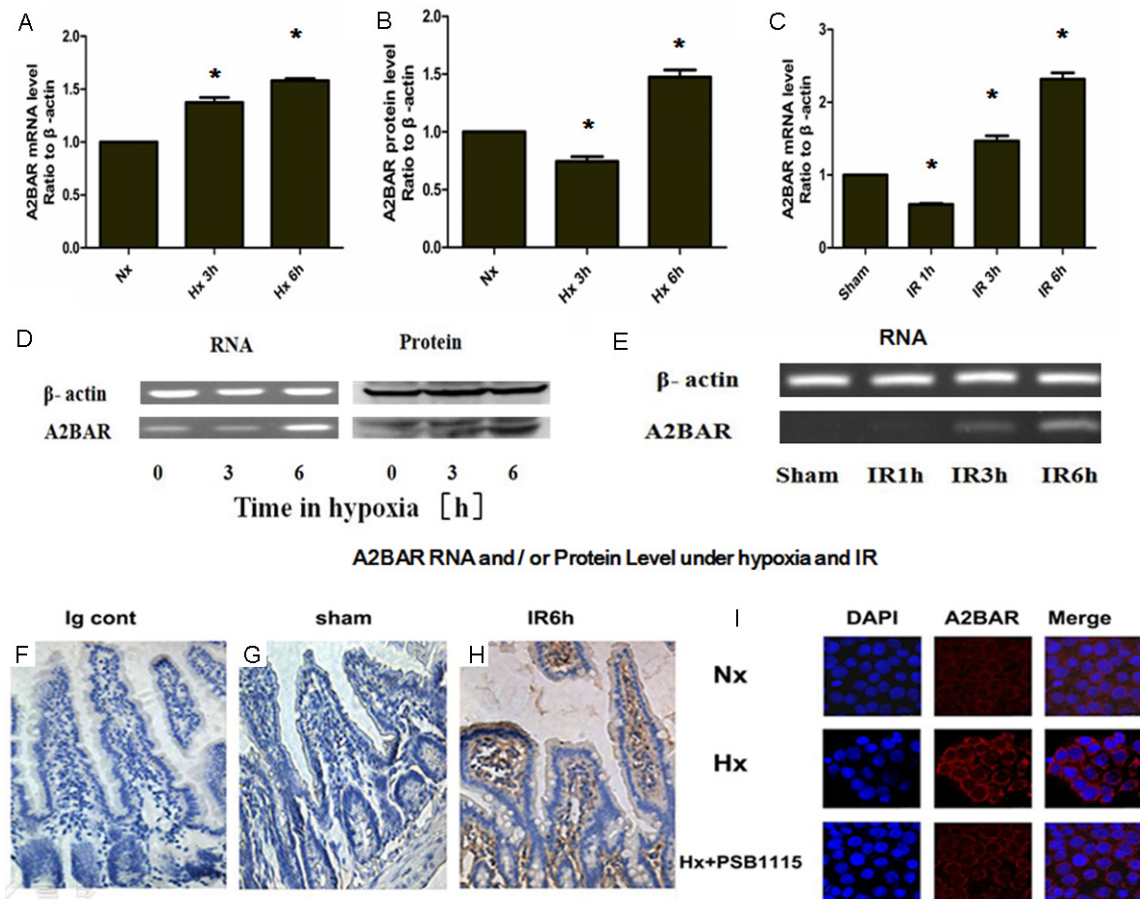 A
A2BAR mRNA level
Ratio to β -actin
2.0
1.5
1.0
0.5
0.0
Nx
Hx 3h
Hx 6h
*
*
B
A2BAR protein level
Ratio to β -actin
2.0
1.5
1.0
0.5
0.0
Nx
Hx 3h
Hx 6h
*
*
C
A2BAR mRNA level
Ratio to β -actin
3
2
1
0
Sham
IR 1h
IR 3h
IR 6h
*
*
*
D
RNA
Protein
β- actin
A2BAR
0 3 6 0 3 6
Time in hypoxia [h]
E
RNA
β- actin
A2BAR
Sham IR1h IR3h IR6h
A2BAR RNA and / or Protein Level under hypoxia and IR
Ig cont
sham
IR6h
F
G
H
I
DAPI A2BAR Merge
Nx
Hx
Hx+PSB1115